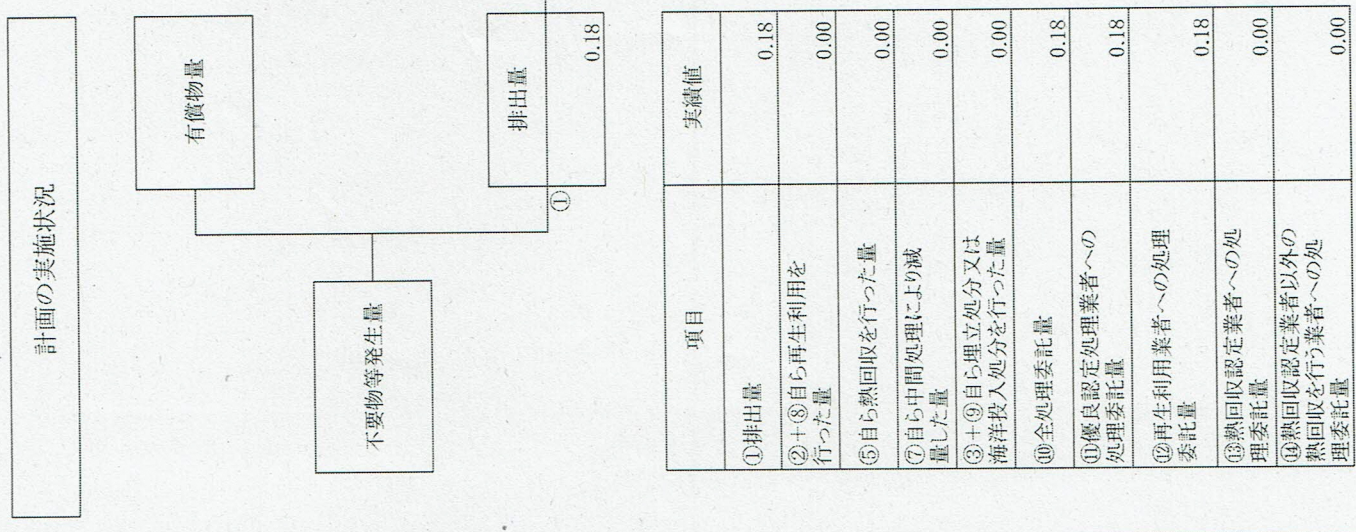 計画の実施状況
有償物量
不要物等発生量
排出量
①
0.18
項目 実績値
①排出量 0.18
②+⑧自ら再生利用を
行った量 0.00
⑤自ら熱回収を行った量 0.00
⑦自ら中間処理により減
量した量 0.00
③+⑨自ら埋立処分又は
海洋投入処分を行った量 0.00
⑩全処理委託量 0.18
⑪優良認定処理業者への
処理委託量 0.18
⑫再生利用業者への処理
委託量 0.18
⑬熱回収認定業者への処
理委託量 0.00
⑭熱回収認定業者以外の
熱回収を行う業者への処
理委託量 0.00